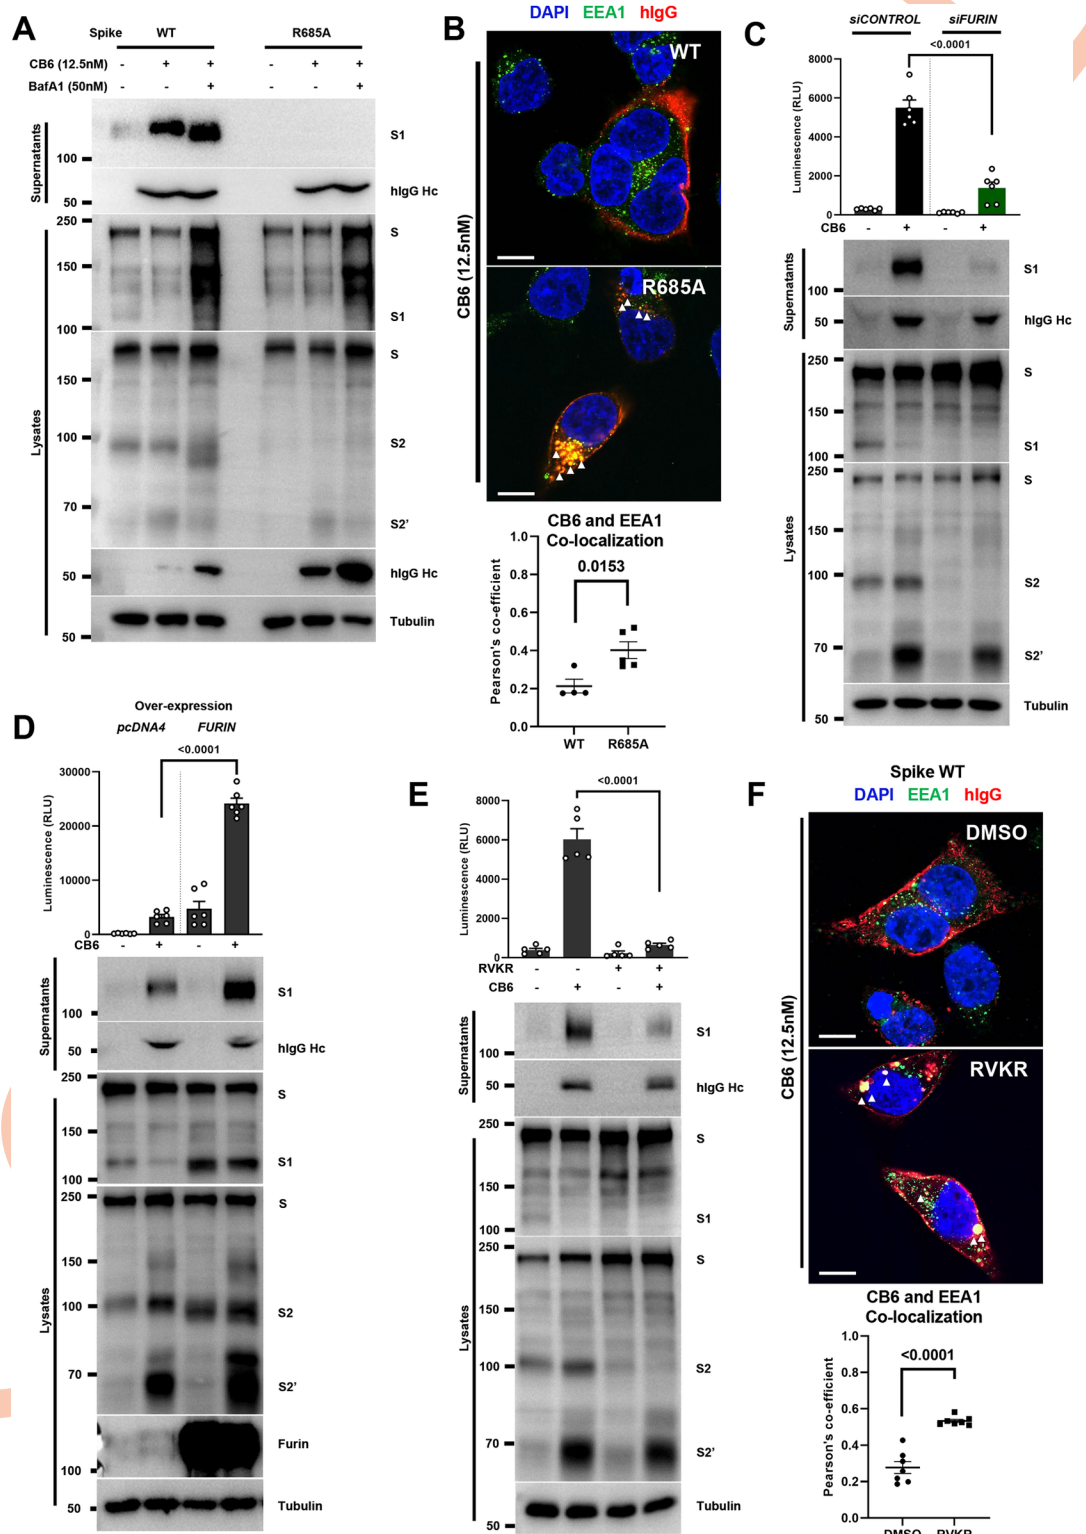 A
Spike WT R685A
CB6 (12.5nM) - + + - + +
BafA1 (50nM) - - + - - +
Supernatants
100
S1
50
hIgG Hc
Lysates
250
S
150
100
S1
S
150
100
S2
70
S2'
50
hIgG Hc
50
Tubulin
B
DAPI EEA1 hIgG
CB6 (12.5nM)
WT
R685A
CB6 and EEA1
Co-localization
Pearson's co-efficient
1.0
0.8
0.6
0.4
0.2
0.0
0.0153
WT R685A
C
siCONTROL siFURIN
<0.0001
Luminescence (RLU)
8000
6000
4000
2000
0
CB6 - + - +
Supernatants
100
S1
50
hIgG Hc
Lysates
250
S
150
S1
100
250
S
150
100
S2
70
S2'
Tubulin
50
D
Over-expression
pcDNA4 FURIN
<0.0001
Luminescence (RLU)
30000
20000
10000
0
CB6 - + - +
Supernatants
S1
100
50
hIgG Hc
Lysates
250
S
150
S1
100
250
S
150
100
S2
70
S2'
Furin
100
50
Tubulin
E
<0.0001
Luminescence (RLU)
8000
6000
4000
2000
0
RVKR - - + +
CB6 - + - +
Supernatants
S1
100
50
hIgG Hc
Lysates
250
S
150
S1
100
250
S
150
100
S2
70
S2'
Tubulin
50
F
Spike WT
DAPI EEA1 hIgG
CB6 (12.5nM)
DMSO
RVKR
CB6 and EEA1
Co-localization
Pearson's co-efficient
1.0
0.8
0.6
0.4
0.2
0.0
<0.0001
DMSO RVKR